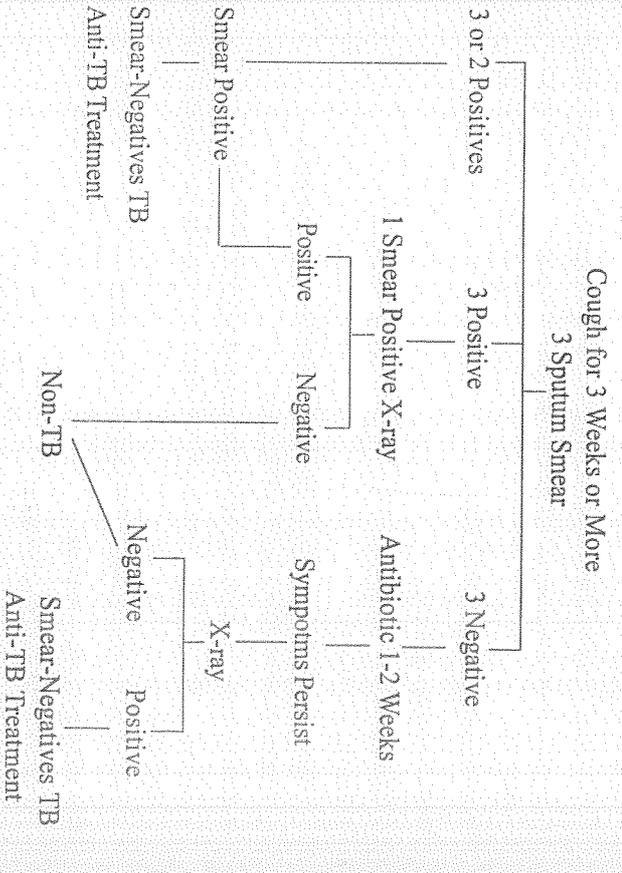 Cough for 3 Weeks or More
3 Sputum Smear
3 or 2 Positives
3 Positive
3 Negative
1 Smear Positive X-ray
Antibiotic 1-2 Weeks
Positive
Negative
Sympotms Persist
Smear Positive
X-ray
Smear-Negatives TB
Anti-TB Treatment
Negative
Positive
Non-TB
Smear-Negatives TB
Anti-TB Treatment